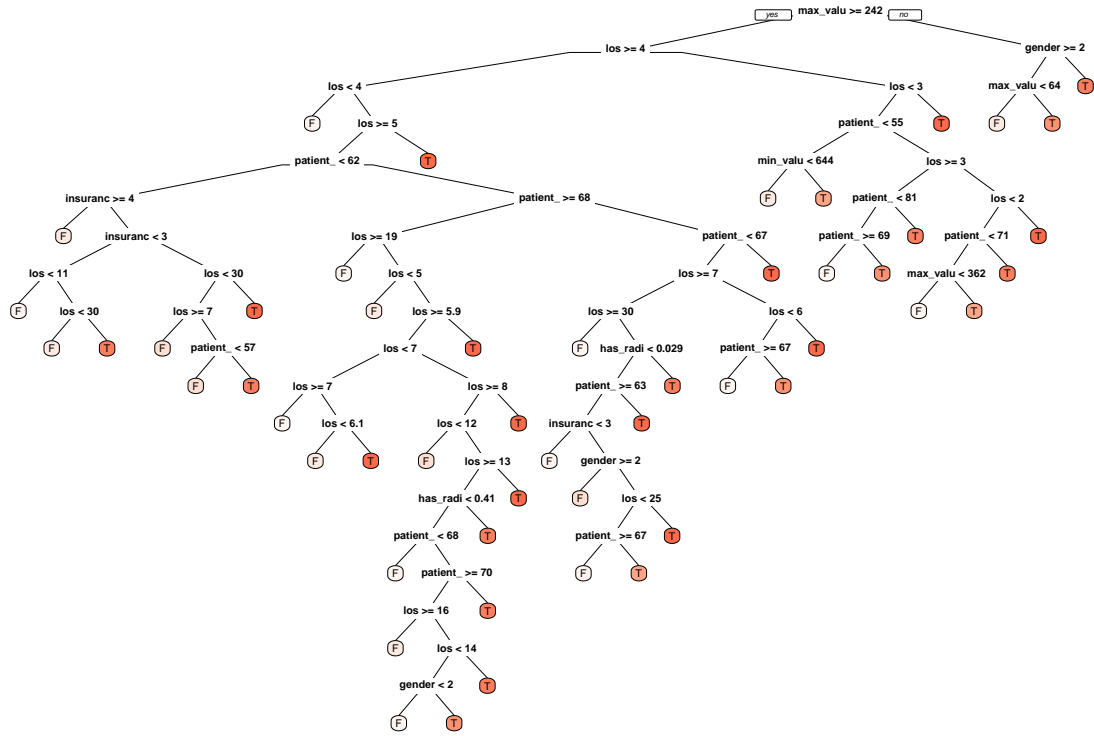 yes max_valu >= 242 no
los >= 4 gender >= 2
los < 4 los < 3 max_valu < 64 T
F los >= 5 patient_ < 55 T F T
patient_ < 62 T min_valu < 644 los >= 3
insuranc >= 4 patient_ >= 68 F T patient_ < 81 los < 2
F insuranc < 3 los >= 19 patient_ < 67 patient_ >= 69 T patient_ < 71 T
los < 11 los < 30 F los < 5 los >= 7 T F T max_valu < 362 T
F los < 30 los >= 7 T F los >= 5.9 los >= 30 los < 6 F T
F T F patient_ < 57 los < 7 T F has_radi < 0.029 patient_ >= 67 T
F T los >= 7 los >= 8 patient_ >= 63 T F T
F los < 6.1 los < 12 T insuranc < 3 T
F T F los >= 13 F gender >= 2
has_radi < 0.41 T F los < 25
patient_ < 68 T patient_ >= 67 T
F patient_ >= 70 F T
los >= 16 T
F los < 14
gender < 2 T
F T